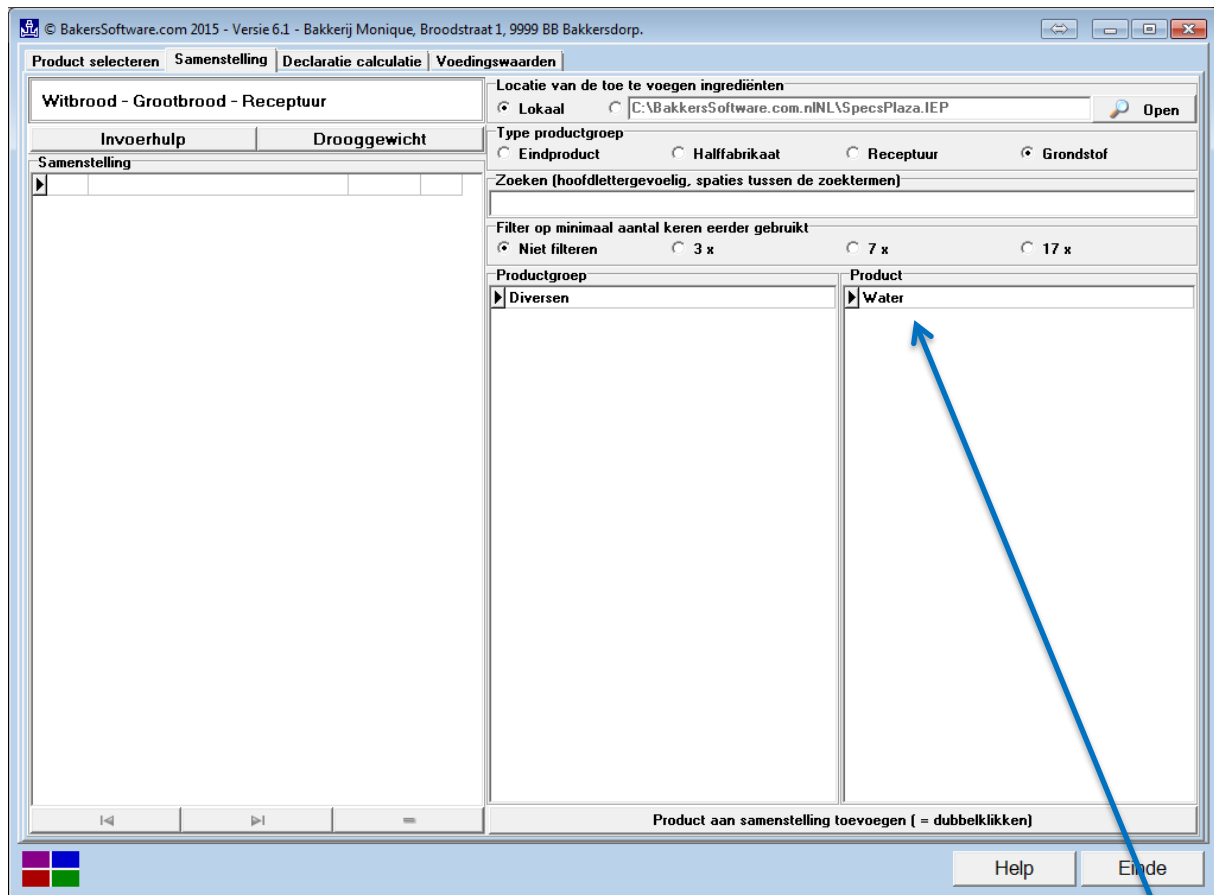 © BakersSoftware.com 2015 - Versie 6.1 - Bakkerij Monique, Broodstraat 1, 9999 BB Bakkersdorp.
Product selecteren Samenstelling Declaratie calculatie Voedingswaarden
Witbrood - Grootbrood - Receptuur
Invoerhulp Drooggewicht
Samenstelling
Locatie van de toe te voegen ingrediënten
Lokaal C:\BakkersSoftware.com.nlNL\SpecsPlaza.IEP Open
Type productgroep
Eindproduct Halffabrikaat Receptuur Grondstof
Zoeken (hoofdlettergevoelig, spaties tussen de zoektermen)
Filter op minimaal aantal keren eerder gebruikt
Niet filteren 3 x 7 x 17 x
Productgroep Product
Diversen Water
Product aan samenstelling toevoegen ( = dubbelklikken)
Help Einde